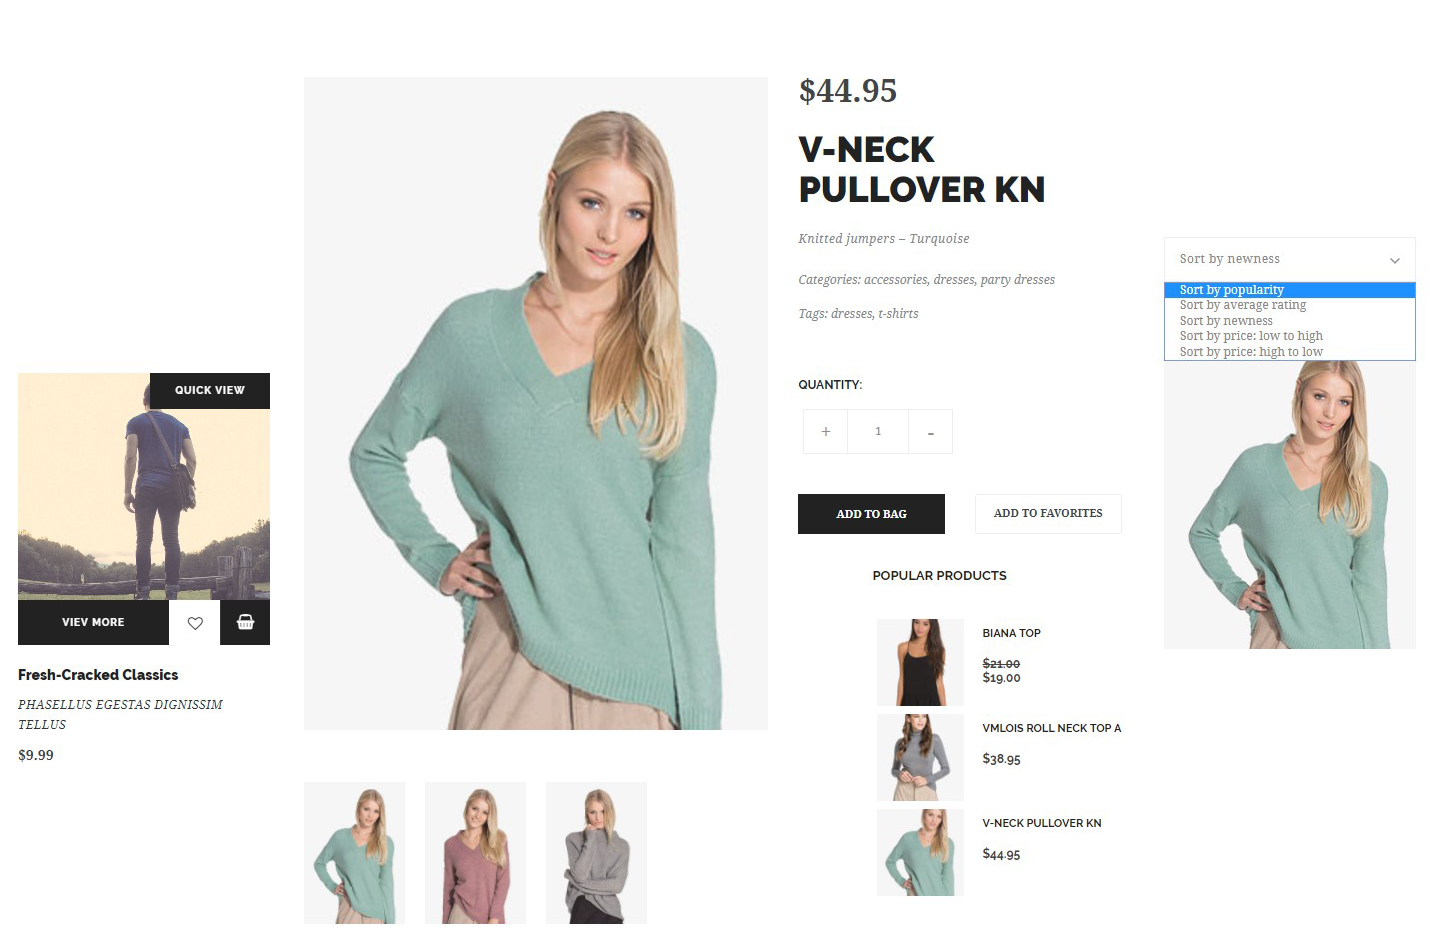 QUICK VIEW
VIEV MORE
Fresh-Cracked Classics
PHASELLUS EGESTAS DIGNISSIM
TELLUS
$9.99
$44.95
V-NECK
PULLOVER KN
Knitted jumpers – Turquoise
Categories: accessories, dresses, party dresses
Tags: dresses, t-shirts
QUANTITY:
+ 1 -
ADD TO BAG
ADD TO FAVORITES
POPULAR PRODUCTS
BIANA TOP
$21.00
$19.00
VMLOIS ROLL NECK TOP A
$38.95
V-NECK PULLOVER KN
$44.95
Sort by newness
Sort by popularity
Sort by average rating
Sort by newness
Sort by price: low to high
Sort by price: high to low